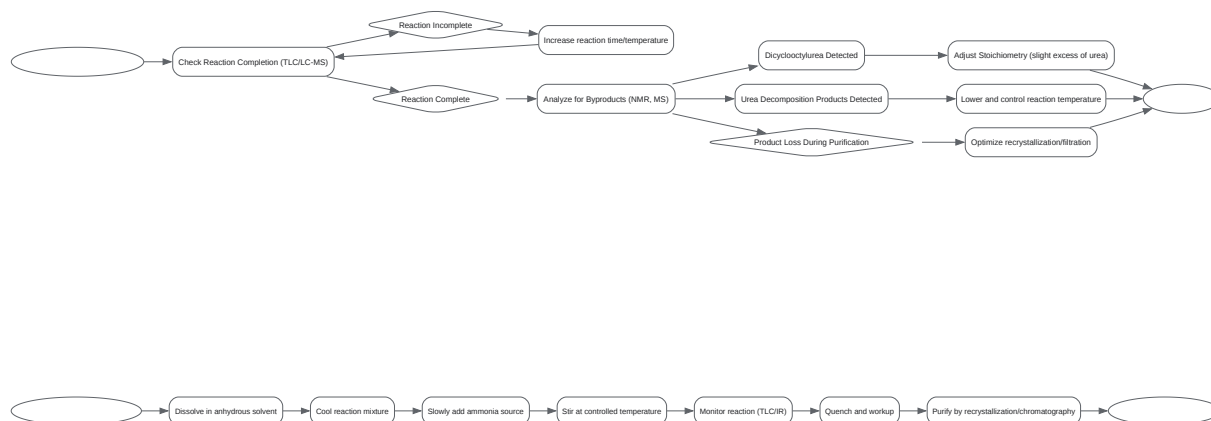 Reaction Incomplete
Increase reaction time/temperature
Check Reaction Completion (TLC/LC-MS)
Reaction Complete
Analyze for Byproducts (NMR, MS)
Dicyclooctylurea Detected
Adjust Stoichiometry (slight excess of urea)
Urea Decomposition Products Detected
Lower and control reaction temperature
Product Loss During Purification
Optimize recrystallization/filtration
Dissolve in anhydrous solvent
Cool reaction mixture
Slowly add ammonia source
Stir at controlled temperature
Monitor reaction (TLC/IR)
Quench and workup
Purify by recrystallization/chromatography